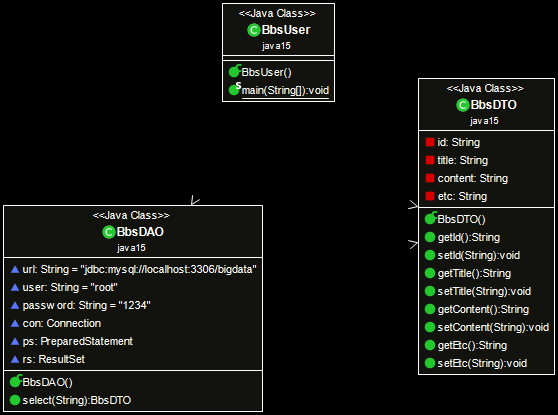 <<Java Class>>
BbsUser
java15
BbsUser()
main(String[]):void
<<Java Class>>
BbsDTO
java15
id: String
title: String
content: String
etc: String
BbsDTO()
getId():String
setId(String):void
getTitle():String
setTitle(String):void
getContent():String
setContent(String):void
getEtc():String
setEtc(String):void
<<Java Class>>
BbsDAO
java15
url: String = "jdbc:mysql://localhost:3306/bigdata"
user: String = "root"
password: String = "1234"
con: Connection
ps: PreparedStatement
rs: ResultSet
BbsDAO()
select(String):BbsDTO